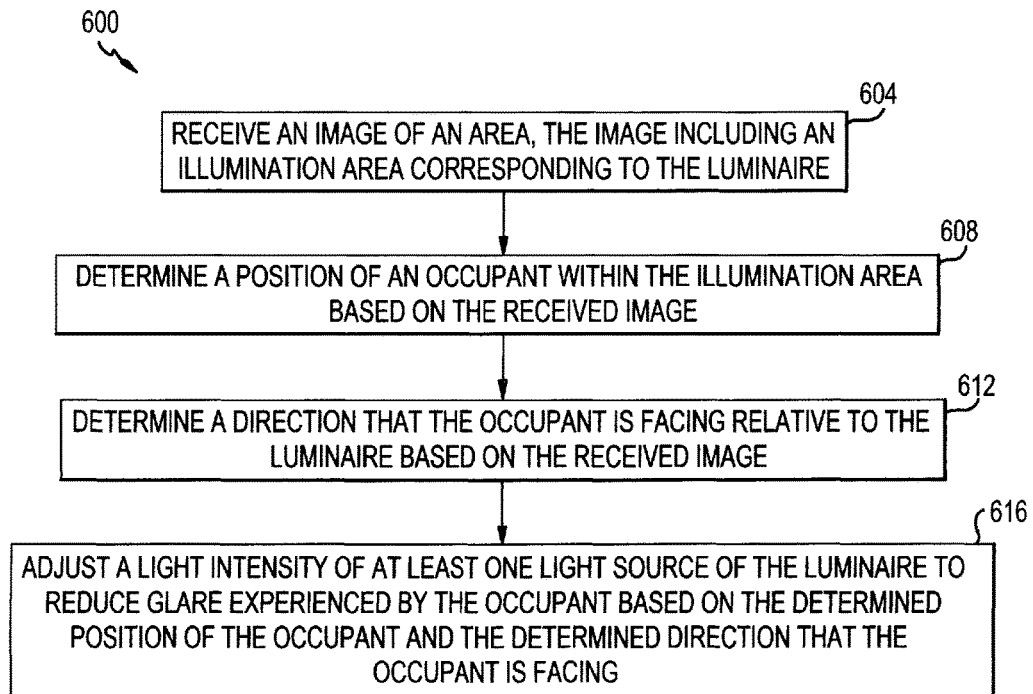 600
604
RECEIVE AN IMAGE OF AN AREA, THE IMAGE INCLUDING AN
ILLUMINATION AREA CORRESPONDING TO THE LUMINAIRE
608
DETERMINE A POSITION OF AN OCCUPANT WITHIN THE ILLUMINATION AREA
BASED ON THE RECEIVED IMAGE
612
DETERMINE A DIRECTION THAT THE OCCUPANT IS FACING RELATIVE TO THE
LUMINAIRE BASED ON THE RECEIVED IMAGE
616
ADJUST A LIGHT INTENSITY OF AT LEAST ONE LIGHT SOURCE OF THE LUMINAIRE TO
REDUCE GLARE EXPERIENCED BY THE OCCUPANT BASED ON THE DETERMINED
POSITION OF THE OCCUPANT AND THE DETERMINED DIRECTION THAT THE
OCCUPANT IS FACING